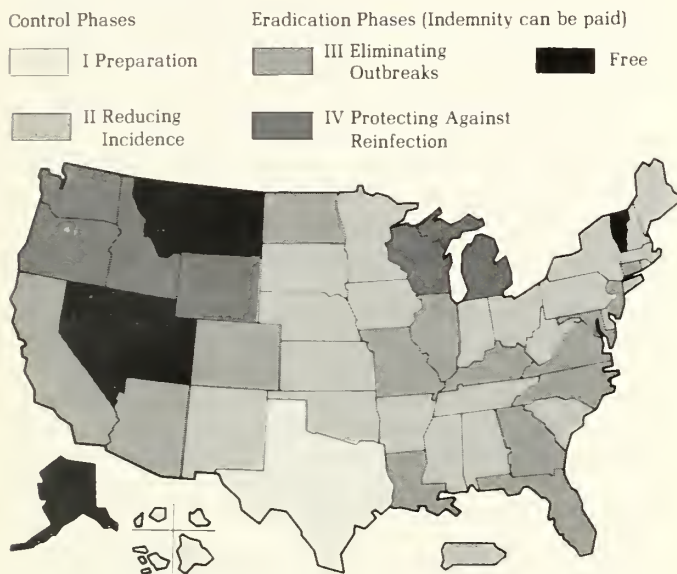 Control Phases
Eradication Phases (Indemnity can be paid)
I Preparation
III Eliminating
Outbreaks
Free
II Reducing
Incidence
IV Protecting Against
Reinfection